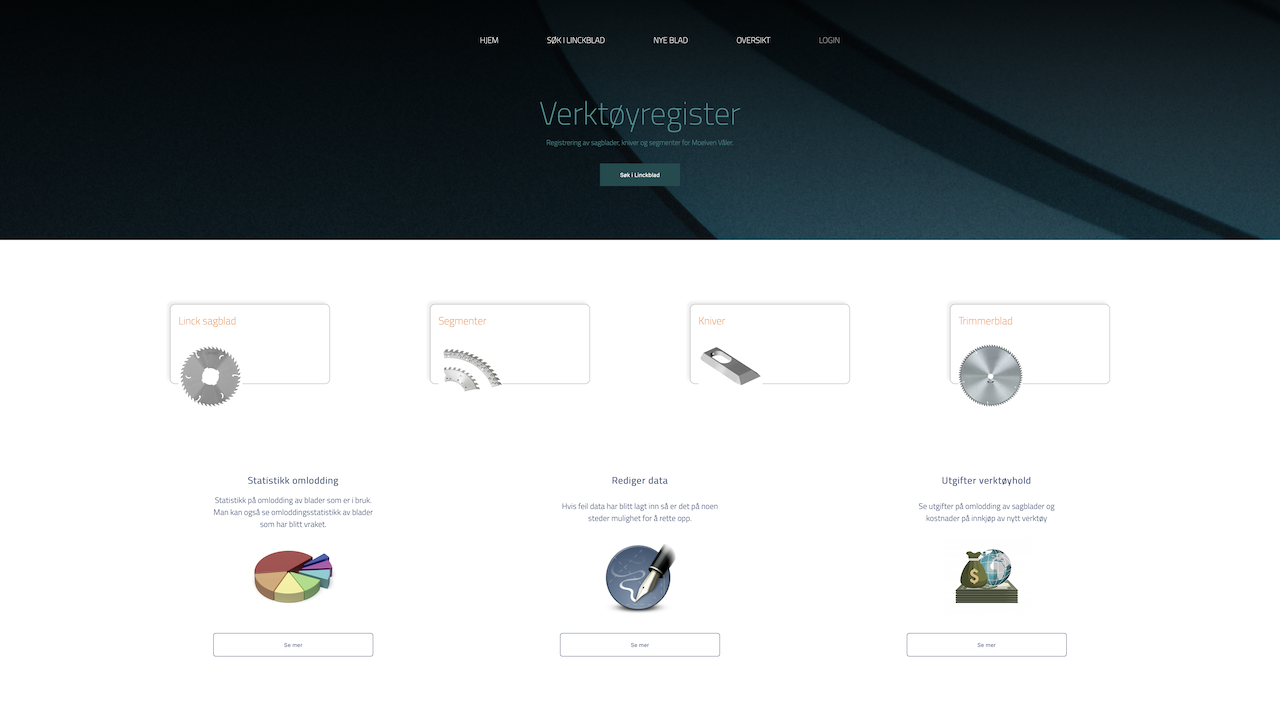 HJEM SØK I LINCKBLAD NYE BLAD OVERSIKT LOGIN
Verktøyregister
Registrering av sagblader, kniver og segmenter for Moelven Våler.
Søk i Linckblad
Linck sagblad
Segmenter
Kniver
Trimmerblad
Statistikk omlodding
Statistikk på omlodding av blader som er i bruk.
Man kan også se omloddingsstatistikk av blader
som har blitt vraket.
Se mer
Rediger data
Hvis feil data har blitt lagt inn så er det på noen
steder mulighet for å rette opp.
Se mer
Utgifter verktøyhold
Se utgifter på omlodding av sagblader og
kostnader på innkjøp av nytt verktøy
$
Se mer